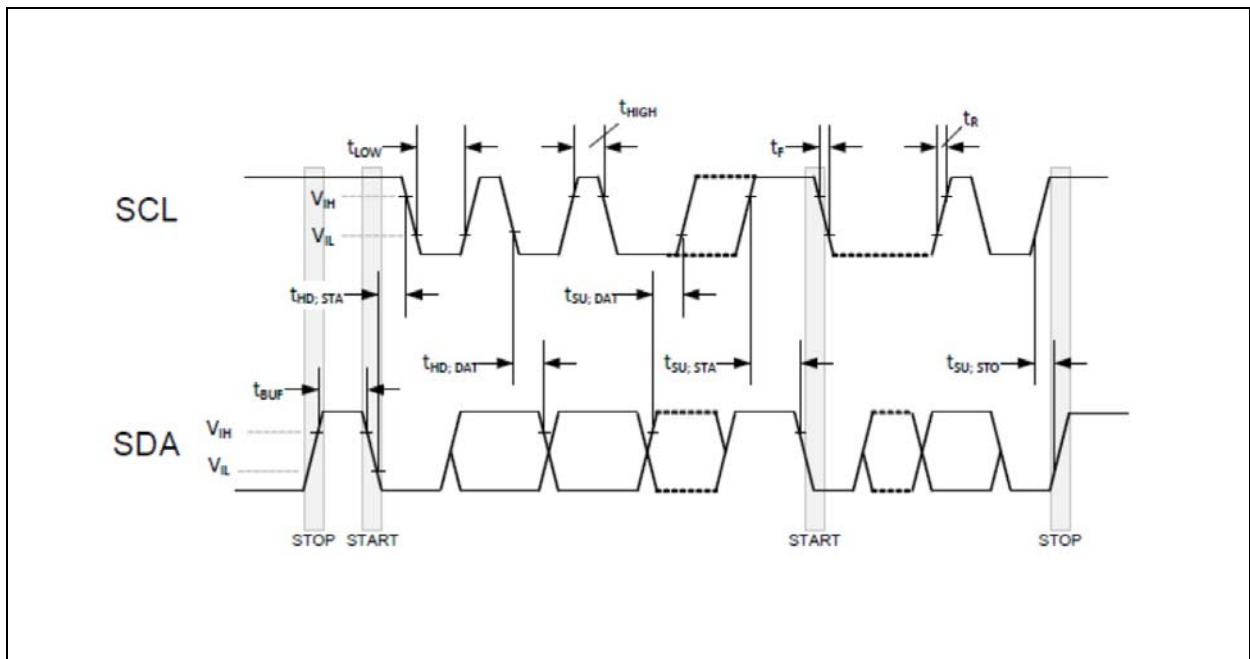 tHIGH
tR
tLOW
tF
SCL
VIH
VIL
tHD; STA
tSU; DAT
tHD; DAT
tSU; STA
tSU; STO
tBUF
SDA
VIH
VIL
STOP START START STOP